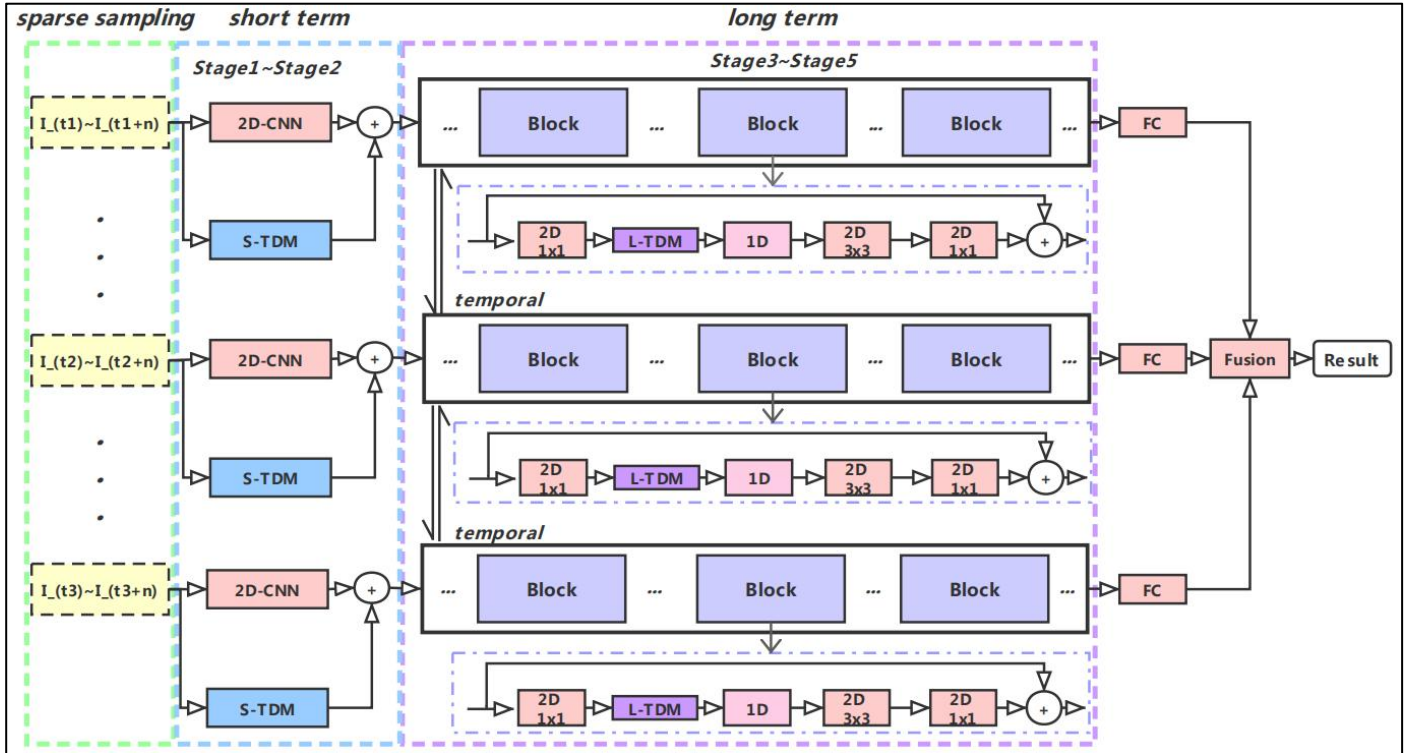 sparse sampling short term long term
Stage1~Stage2 Stage3~Stage5
I_(t1)~I_(t1+n) 2D-CNN + ... Block ... Block ... Block ... FC
S-TDM 2D 1x1 L-TDM 1D 2D 3x3 2D 1x1 +
temporal
I_(t2)~I_(t2+n) 2D-CNN + ... Block ... Block ... Block ... FC Fusion Result
S-TDM 2D 1x1 L-TDM 1D 2D 3x3 2D 1x1 +
temporal
I_(t3)~I_(t3+n) 2D-CNN + ... Block ... Block ... Block ... FC
S-TDM 2D 1x1 L-TDM 1D 2D 3x3 2D 1x1 +